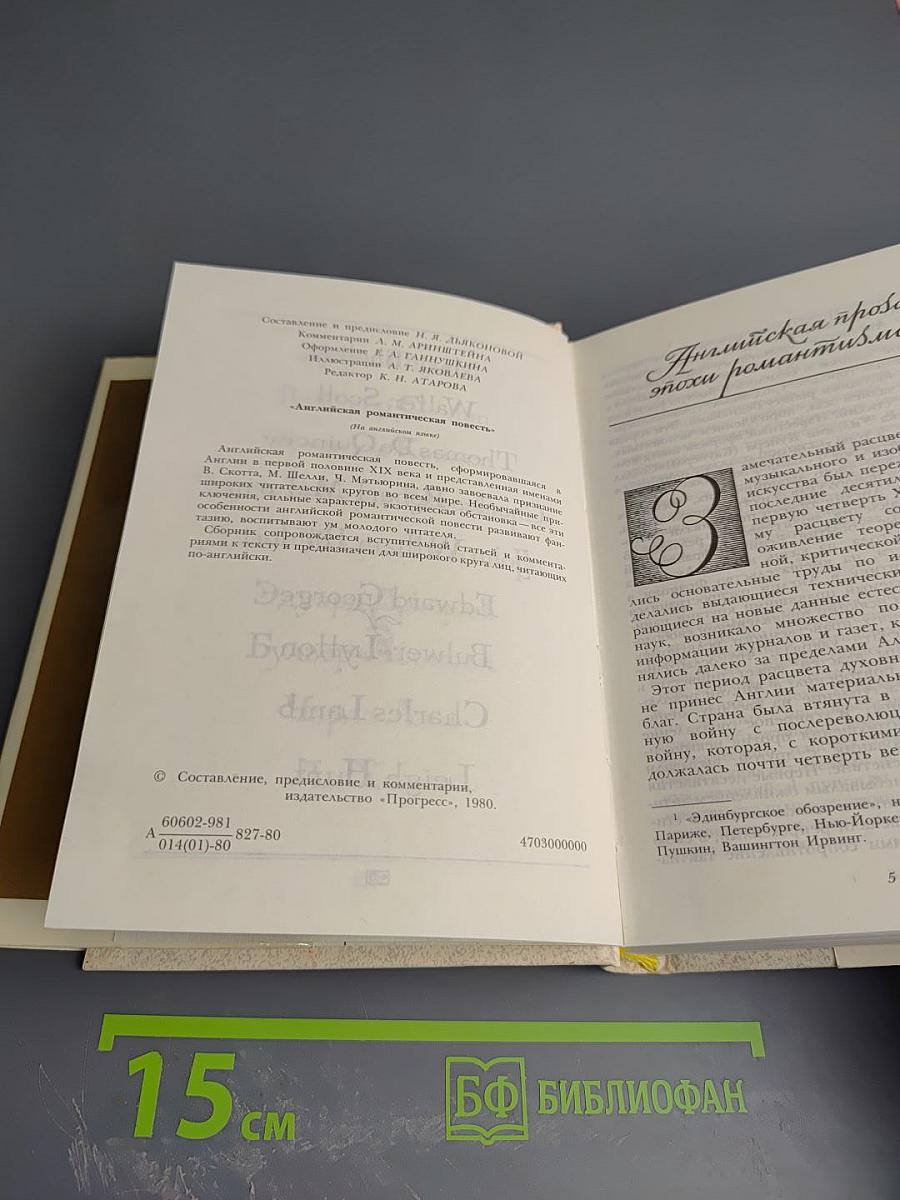 Составление и предисловие Н. Я. ДЬЯКОНОВОЙ
Комментарии Л. М. АРИНШТЕЙНА
Оформление Е. А. ГАННУШКИНА
Иллюстрации А. Т. ЯКОВЛЕВА
Редактор К. Н. АТАРОВА
«Английская романтическая повесть»
(На английском языке)
Английская романтическая повесть, сформировавшаяся в
Англии в первой половине XIX века и представленная именами
В. Скотта, М. Шелли, Ч. Мэтьюрина, давно завоевала признание
широких читательских кругов во всем мире. Необычайные при-
ключения, сильные характеры, экзотическая обстановка — все эти
особенности английской романтической повести развивают фан-
тазию, воспитывают ум молодого читателя.
Сборник сопровождается вступительной статьей и коммента-
риями к тексту и предназначен для широкого круга лиц, читающих
по-английски.
© Составление, предисловие и комментарии,
издательство «Прогресс», 1980.
А 60602-981 827-80
014(01)-80
4703000000
Английская проза
эпохи романтизма
Замечательный расцве
музыкального и изоб
искусства был переж
последние десятил
первую четверть X
му расцвету со
оживление теоре
ной, критической
лись основательные труды по и
делались выдающиеся технически
рающиеся на новые данные естес
наук, возникало множество по
информации журналов и газет, к
нялись далеко за пределами Ал
Этот период расцвета духовн
не принес Англии материаль
благ. Страна была втянута в
ную войну с послереволюц
войну, которая, с короткими
должалась почти четверть ве
¹ «Эдинбургское обозрение», н
Париже, Петербурге, Нью-Йорке
Пушкин, Вашингтон Ирвинг.
5
15 см
БФ БИБЛИОФАН